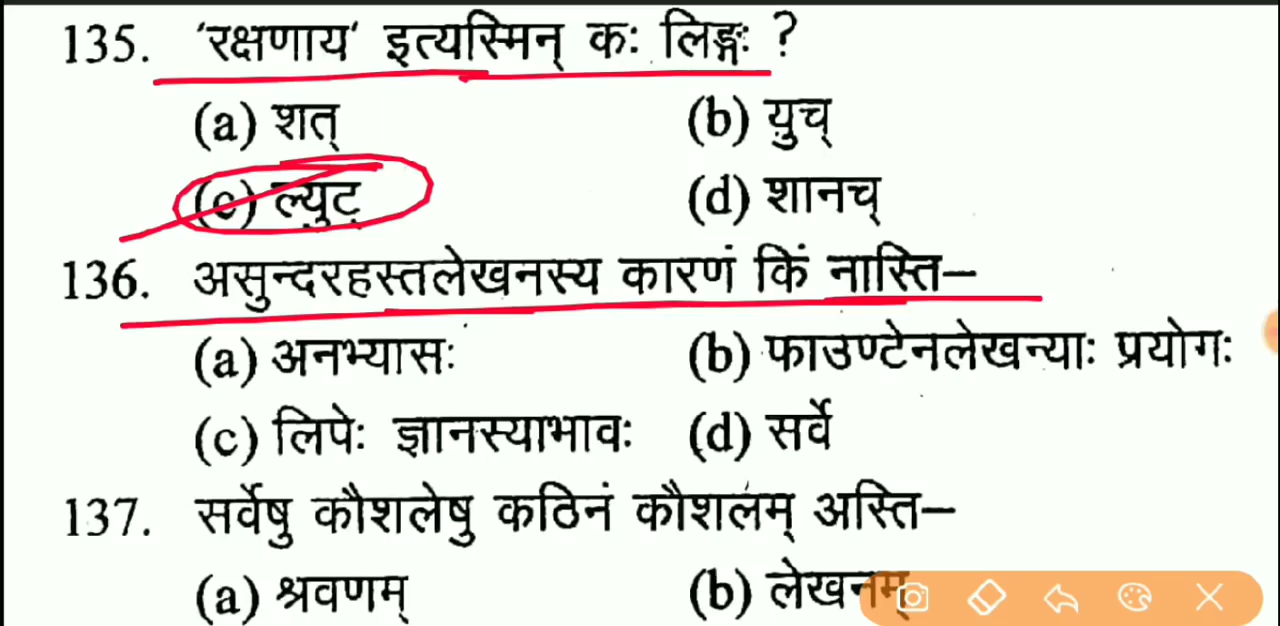 135. 'रक्षणाय' इत्यस्मिन् कः लिङ्गः ?
(a) शत् (b) युच्
(c) ल्युट् (d) शानच्
136. असुन्दरहस्तलेखनस्य कारणं किं नास्ति–
(a) अनभ्यासः (b) फाउण्टेनलेखन्याः प्रयोगः
(c) लिपेः ज्ञानस्याभावः (d) सर्वे
137. सर्वेषु कौशलेषु कठिनं कौशलम् अस्ति–
(a) श्रवणम् (b) लेखनम्